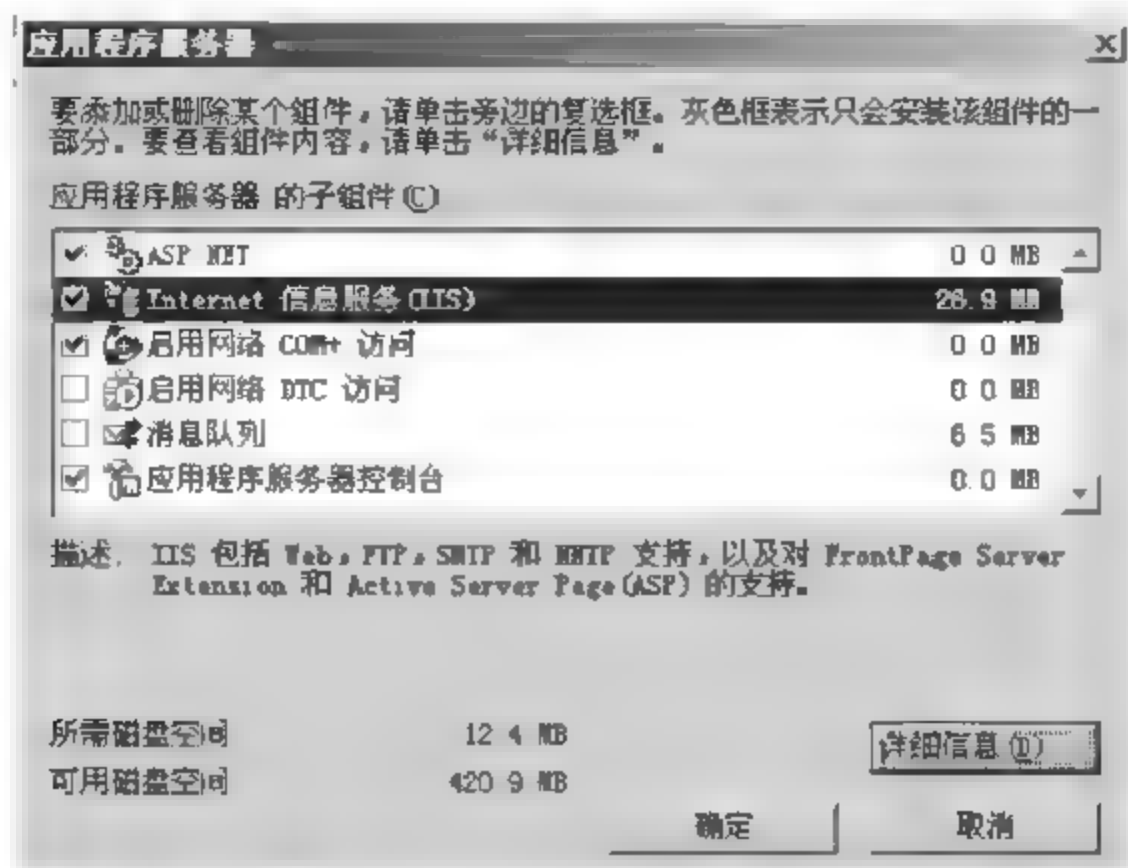 应用程序服务器
要添加或删除某个组件，请单击旁边的复选框。灰色框表示只会安装该组件的一
部分。要查看组件内容，请单击“详细信息”。
应用程序服务器 的子组件(C)
ASP NET 0 0 MB
Internet 信息服务(IIS) 26.9 MB
启用网络 COM+ 访问 0 0 MB
启用网络 DTC 访问 0 0 MB
消息队列 6 5 MB
应用程序服务器控制台 0.0 MB
描述. IIS 包括 Web，FTP，SMTP 和 NNTP 支持，以及对 FrontPage Server
Extension 和 Active Server Page(ASP) 的支持。
所需磁盘空间 12 4 MB
详细信息(D)
可用磁盘空间 420 9 MB
确定 取消